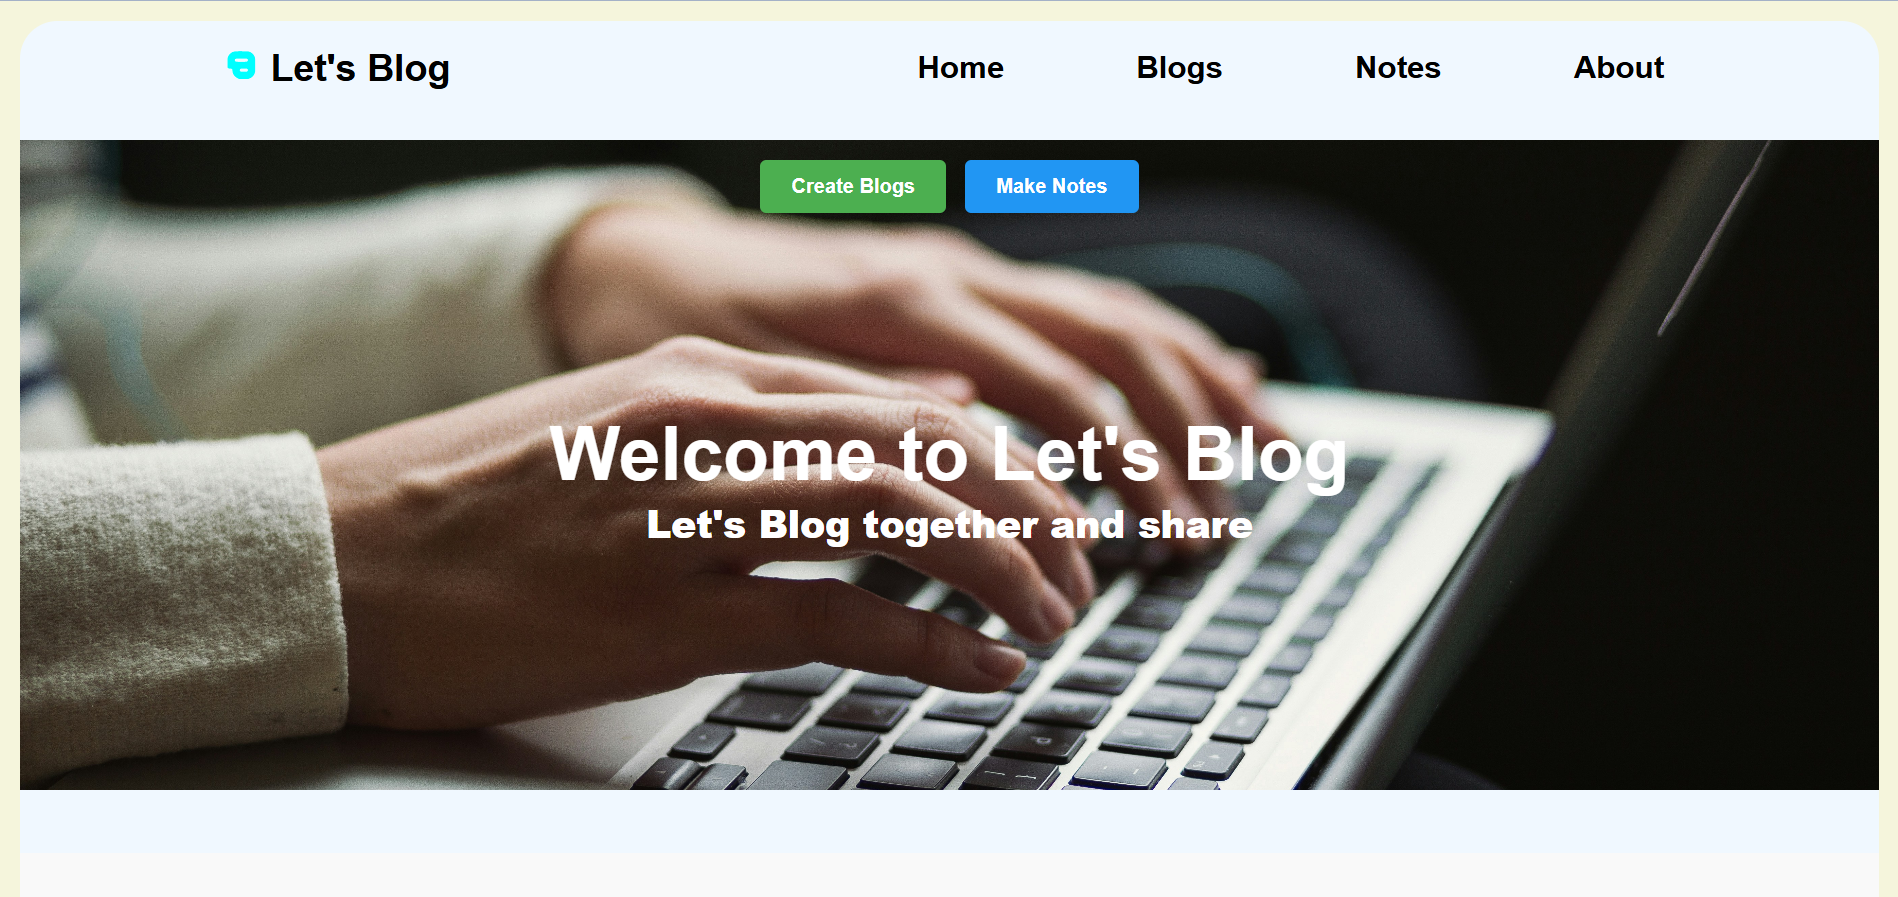 Let's Blog
Home Blogs Notes About
Create Blogs Make Notes
Welcome to Let's Blog
Let's Blog together and share